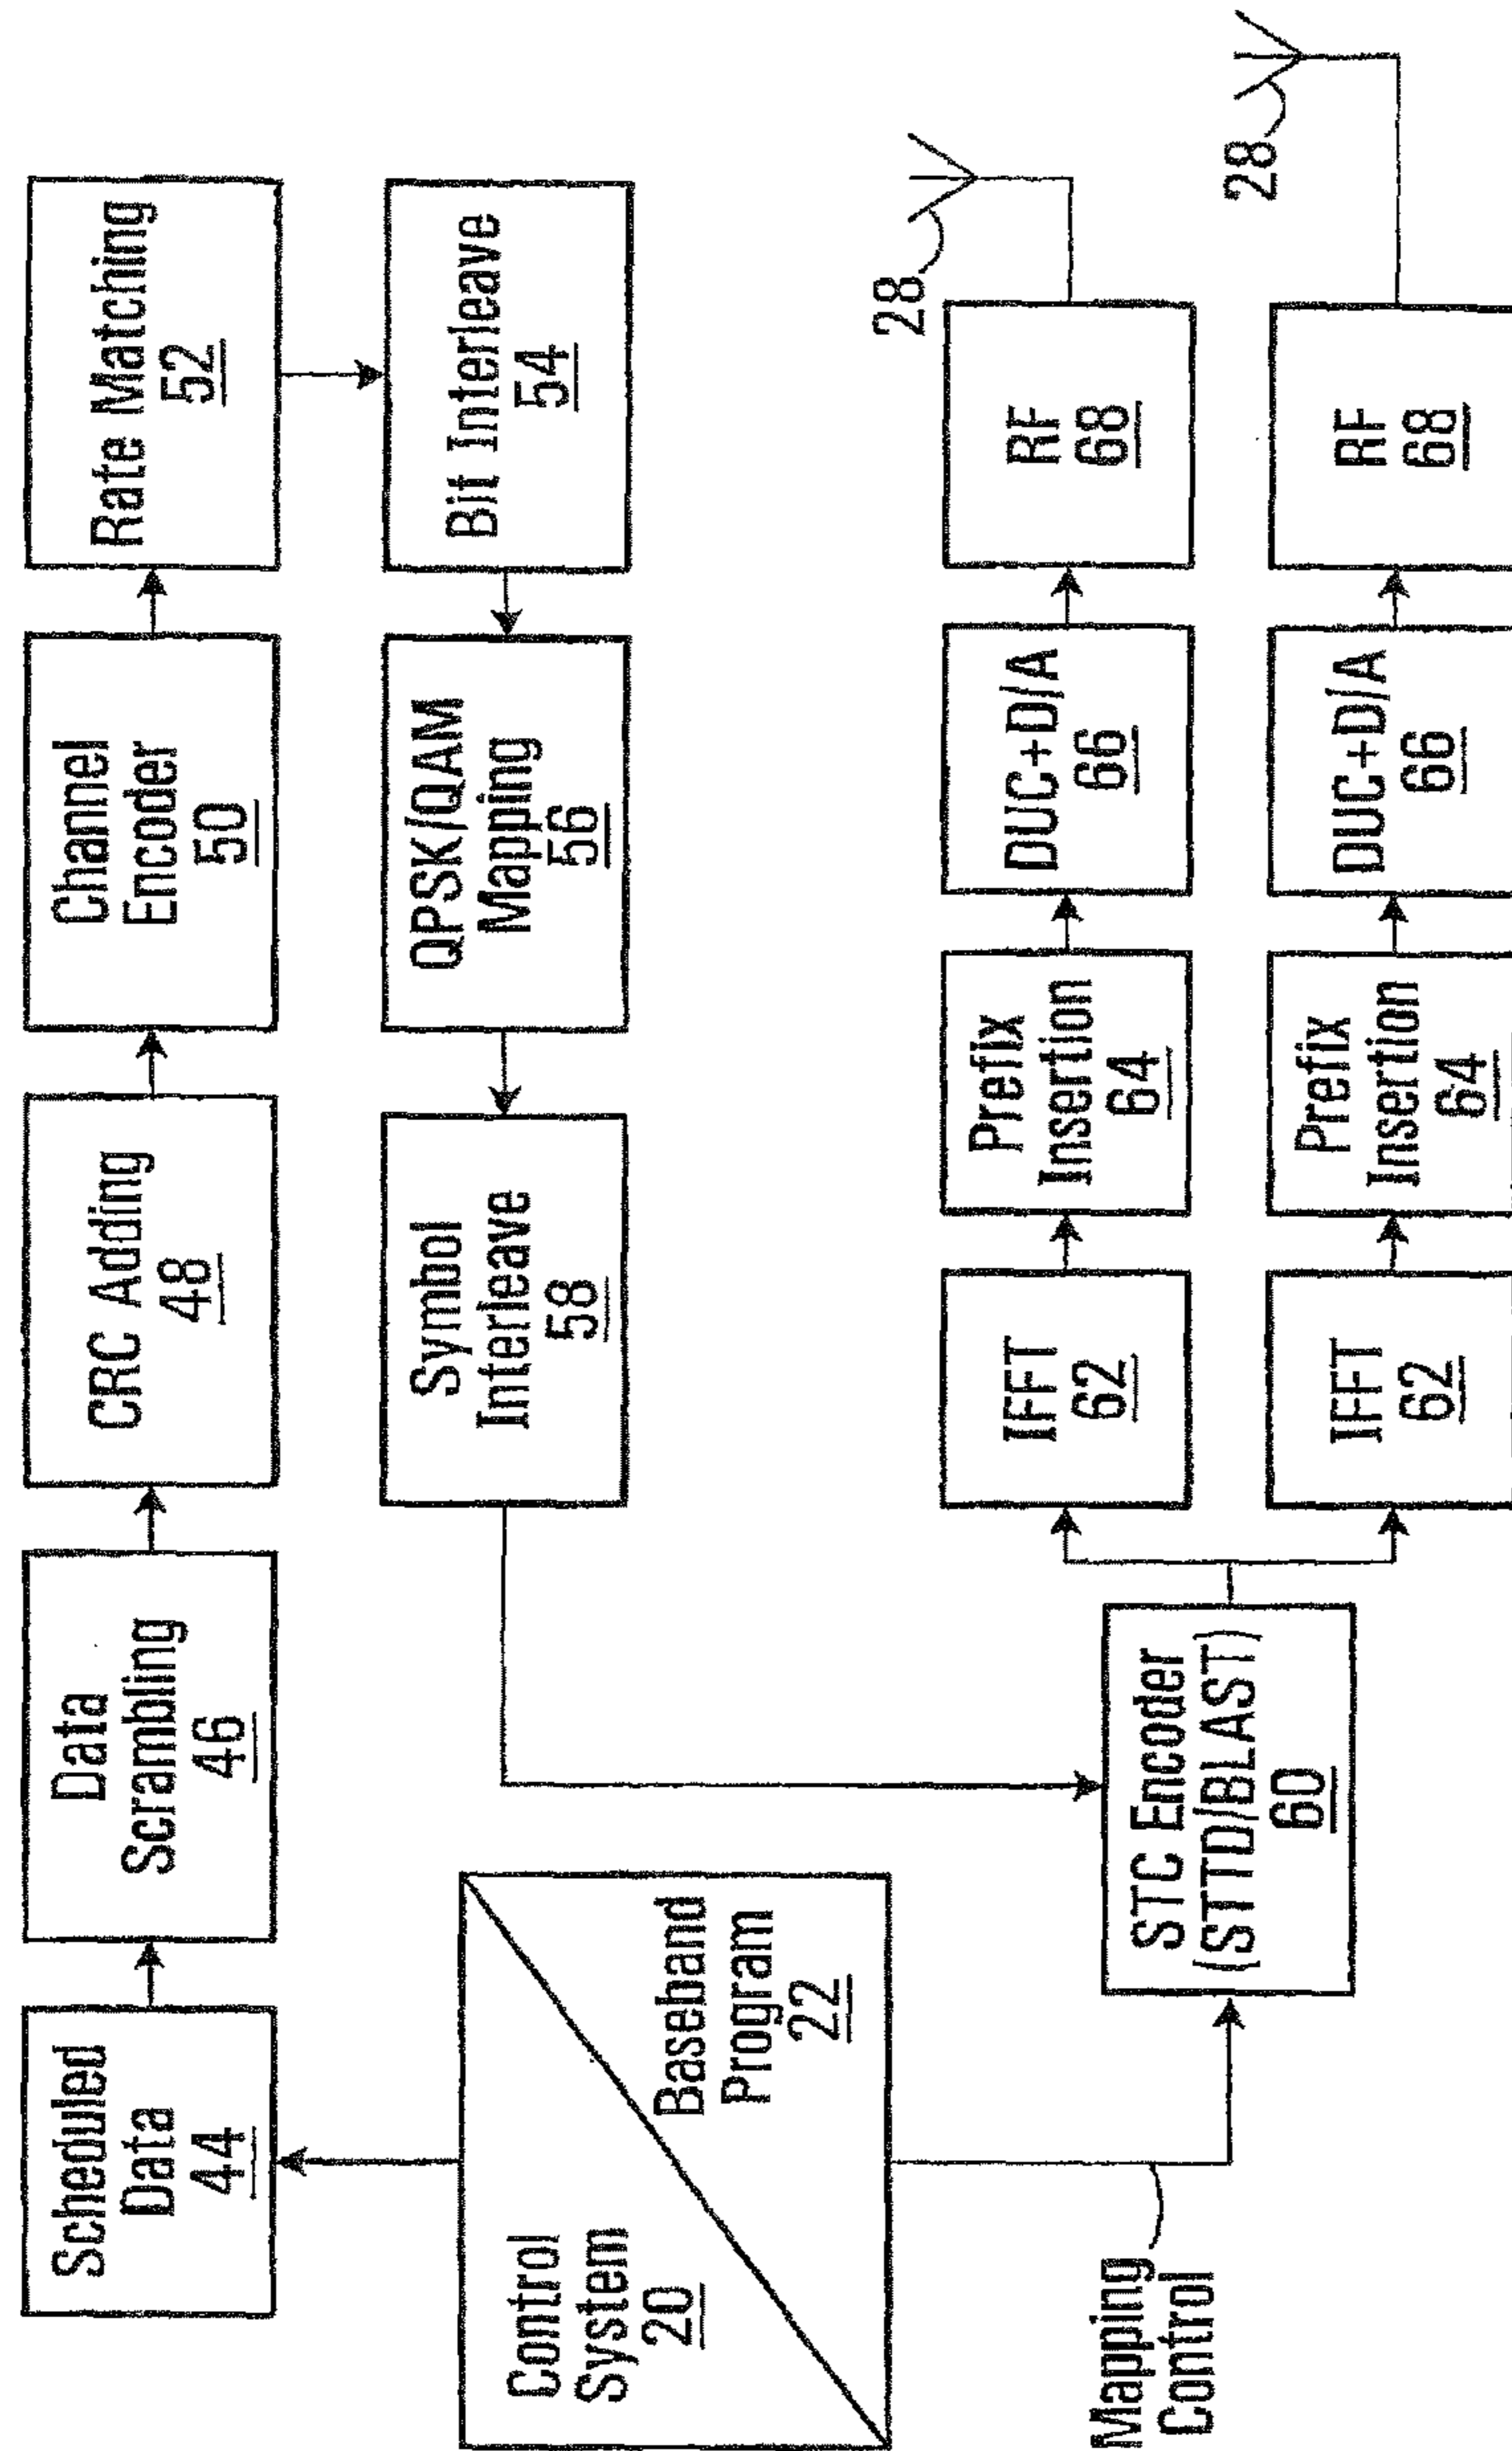 Scheduled
Data
44
Data
Scrambling
46
CRC Adding
48
Channel
Encoder
50
Rate Matching
52
Control
System
20
Baseband
Program
22
Symbol
Interleave
58
QPSK/QAM
Mapping
56
Bit Interleave
54
Mapping
Control
STC Encoder
(STTD/BLAST)
60
IFFT
62
Prefix
Insertion
64
DUC+D/A
66
RF
68
28
IFFT
62
Prefix
Insertion
64
DUC+D/A
66
RF
68
28